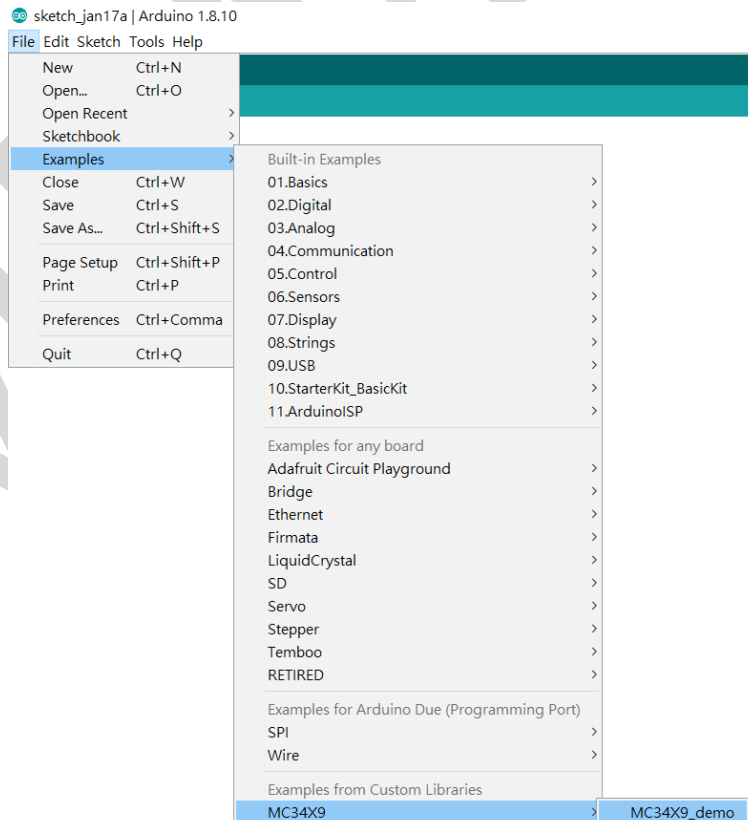 sketch_jan17a | Arduino 1.8.10
File Edit Sketch Tools Help
New Ctrl+N
Open... Ctrl+O
Open Recent
Sketchbook
Examples
Close Ctrl+W
Save Ctrl+S
Save As... Ctrl+Shift+S
Page Setup Ctrl+Shift+P
Print Ctrl+P
Preferences Ctrl+Comma
Quit Ctrl+Q
Built-in Examples
01.Basics
02.Digital
03.Analog
04.Communication
05.Control
06.Sensors
07.Display
08.Strings
09.USB
10.StarterKit_BasicKit
11.ArduinoISP
Examples for any board
Adafruit Circuit Playground
Bridge
Ethernet
Firmata
LiquidCrystal
SD
Servo
Stepper
Temboo
RETIRED
Examples for Arduino Due (Programming Port)
SPI
Wire
Examples from Custom Libraries
MC34X9
MC34X9_demo